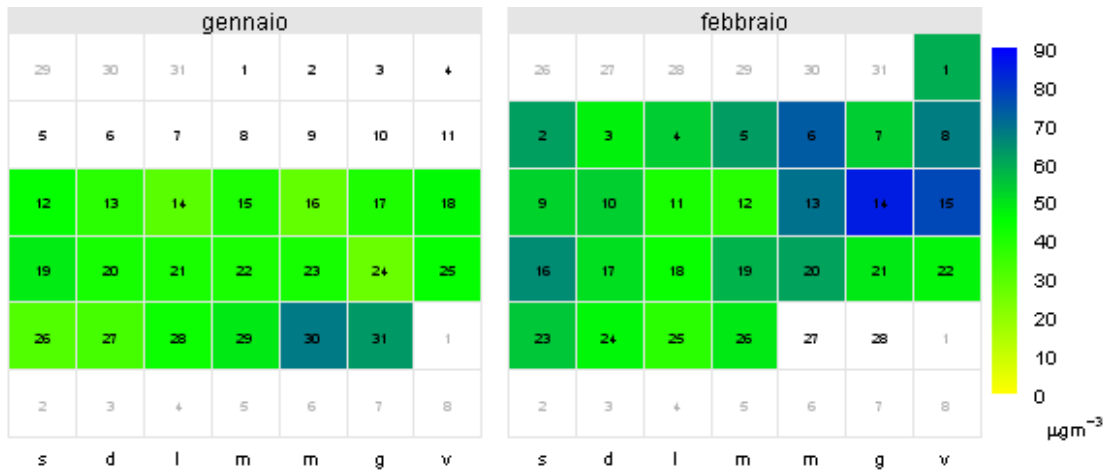 gennaio febbraio
29 30 31 1 2 3 4 26 27 28 29 30 31 1 90
5 6 7 8 9 10 11 2 3 4 5 6 7 8 80
70
12 13 14 15 16 17 18 9 10 11 12 13 14 15 60
50
19 20 21 22 23 24 25 16 17 18 19 20 21 22 40
30
26 27 28 29 30 31 1 23 24 25 26 27 28 1 20
10
2 3 4 5 6 7 8 2 3 4 5 6 7 8 0
µgm⁻³
s d l m m g v s d l m m g v